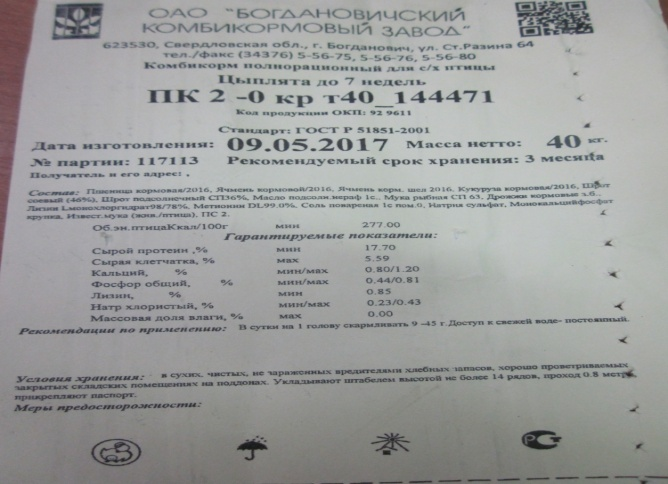 ОАО "БОГДАНОВИЧСКИЙ
КОМБИКОРМОВЫЙ ЗАВОД"
623530, Свердловская обл., г. Богданович, ул. Ст.Разина 64
тел./факс (34376) 5-56-75, 5-56-76, 5-56-80
Комбикорм полнорационный для с/х птицы
Цыплята до 7 недель
ПК 2 -0 кр т40_144471
Код продукции ОКП: 92 9611
Стандарт: ГОСТ Р 51851-2001
Дата изготовления: 09.05.2017 Масса нетто: 40 кг.
№ партии: 117113 Рекомендуемый срок хранения: 3 месяца
Получатель и его адрес: ,
Состав: Пшеница кормовая/2016, Ячмень кормовой/2016, Ячмень корм. шел 2016, Кукуруза кормовая/2016, Шрот
соевый (46%), Шрот подсолнечный СП36%, Масло подсолн.нераф 1с., Мука рыбная СП 63, Дрожжи кормовые
Лизин Lмонохлоргидрат98/78%, Метионин DL99.0%, Соль повареная 1с пом.0, Натрия сульфат, Монокальцийфосфат
крупка, Извест.мука (жив./птица), ПС 2.
Об.эн.птицаКкал/100г мин 277.00
Гарантируемые показатели:
Сырой протеин ,% мин 17.70
Сырая клетчатка, % мах 5.59
Кальций, % мин/мах 0.80/1.20
Фосфор общий, % мин/мах 0.44/0.81
Лизин, % мин 0.85
Натр хлористый, % мин/мах 0.23/0.43
Массовая доля влаги, % мах 0.00
Рекомендации по применению: В сутки на 1 голову скармливать 9 -45 г.Доступ к свежей воде- постоянный.
Условия хранения: в сухих, чистых, не зараженных вредителями хлебных запасов, хорошо проветриваемых
закрытых складских помещениях на поддонах. Укладывают штабелем высотой не более 14 рядов, проход 0.8 метра,
прикрепляют паспорт.
Меры предосторожности: